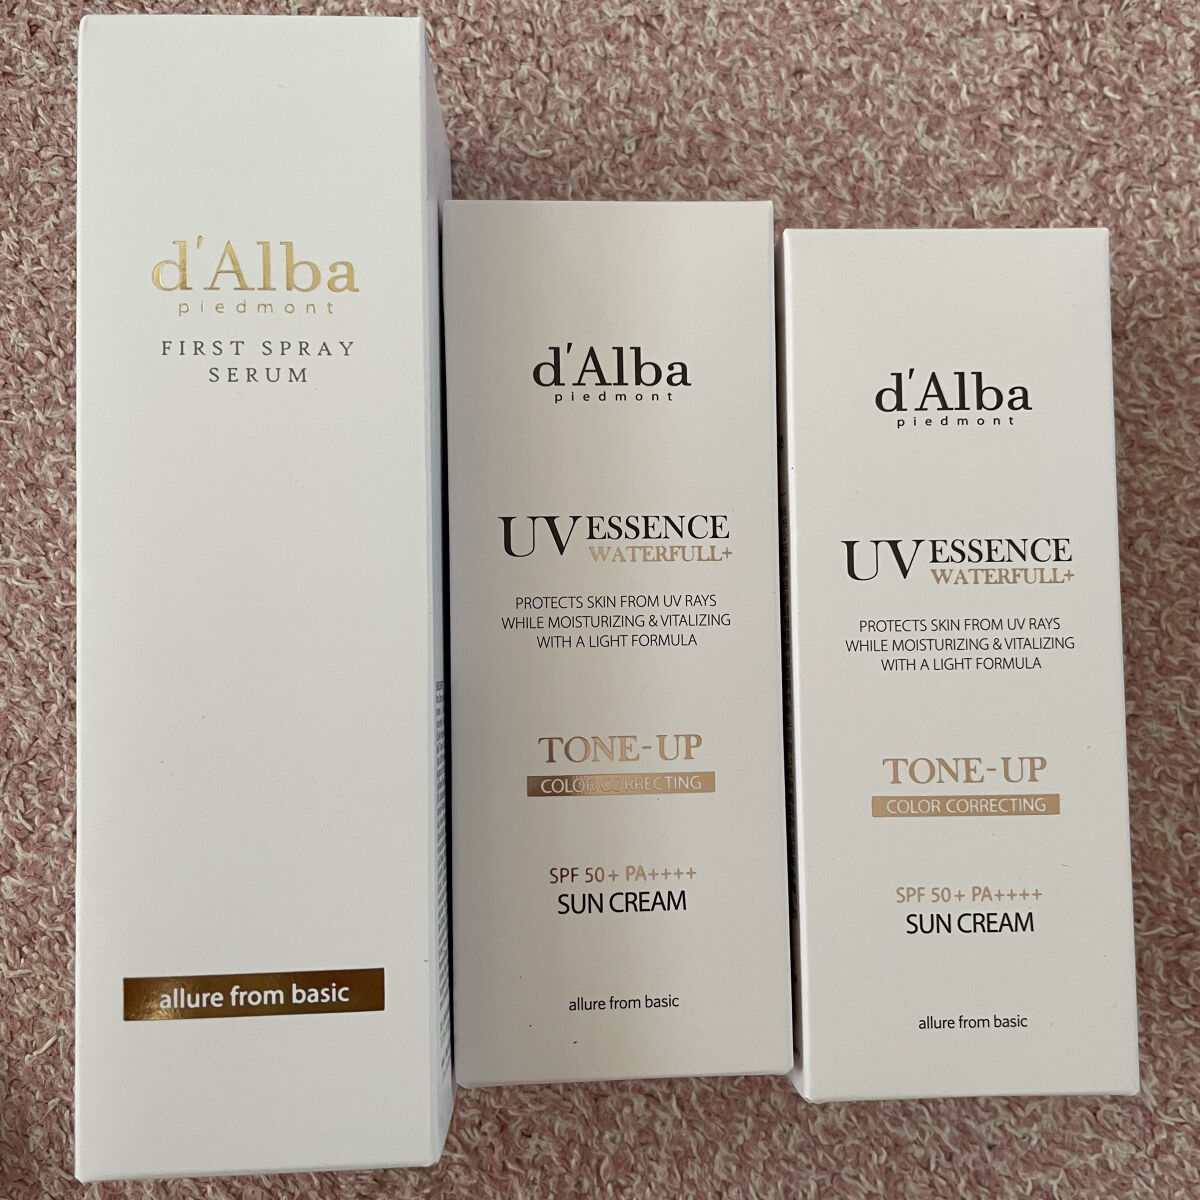 d'Alba
piedmont
FIRST SPRAY
SERUM
allure from basic
d'Alba
piedmont
UV ESSENCE
WATERFULL+
PROTECTS SKIN FROM UV RAYS
WHILE MOISTURIZING & VITALIZING
WITH A LIGHT FORMULA
TONE-UP
COLOR CORRECTING
SPF 50+ PA++++
SUN CREAM
allure from basic
d'Alba
piedmont
UV ESSENCE
WATERFULL+
PROTECTS SKIN FROM UV RAYS
WHILE MOISTURIZING & VITALIZING
WITH A LIGHT FORMULA
TONE-UP
COLOR CORRECTING
SPF 50+ PA++++
SUN CREAM
allure from basic